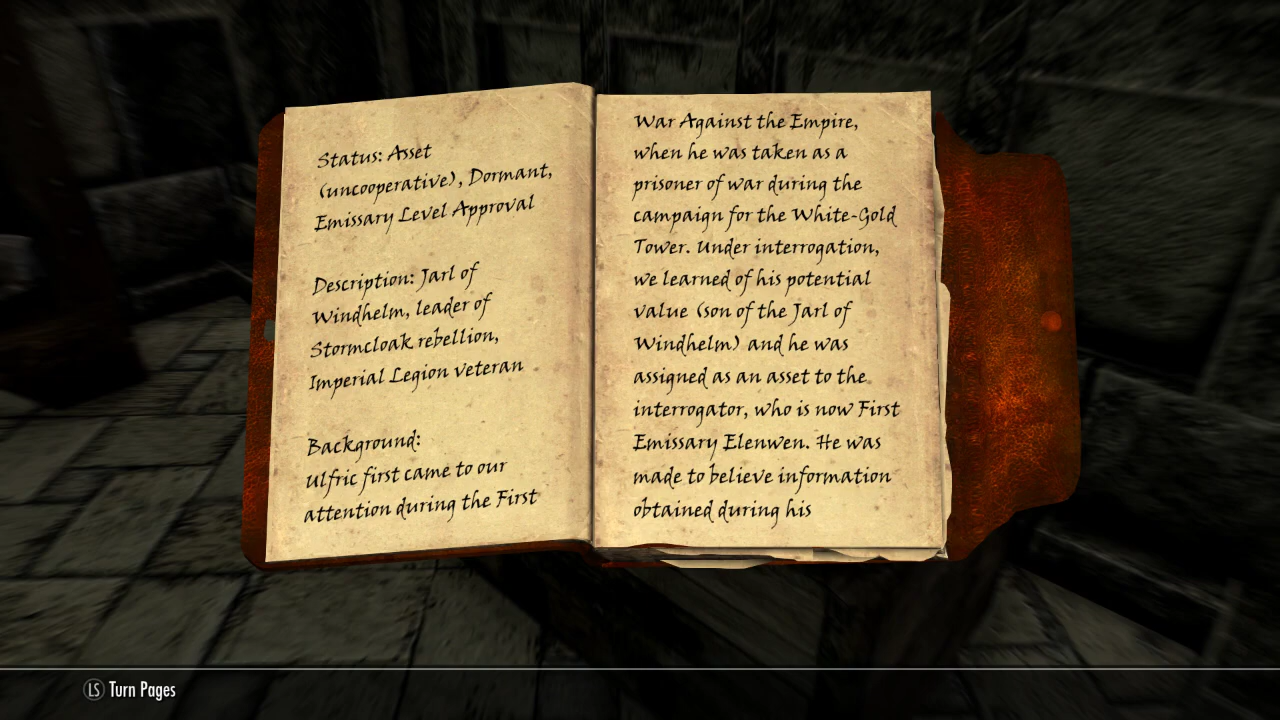 Status: Asset
(uncooperative), Dormant,
Emissary Level Approval
Description: Jarl of
Windhelm, leader of
Stormcloak rebellion,
Imperial Legion veteran
Background:
Ulfric first came to our
attention during the First
War Against the Empire,
when he was taken as a
prisoner of war during the
campaign for the White-Gold
Tower. Under interrogation,
we learned of his potential
value (son of the Jarl of
Windhelm) and he was
assigned as an asset to the
interrogator, who is now First
Emissary Elenwen. He was
made to believe information
obtained during his
LS Turn Pages